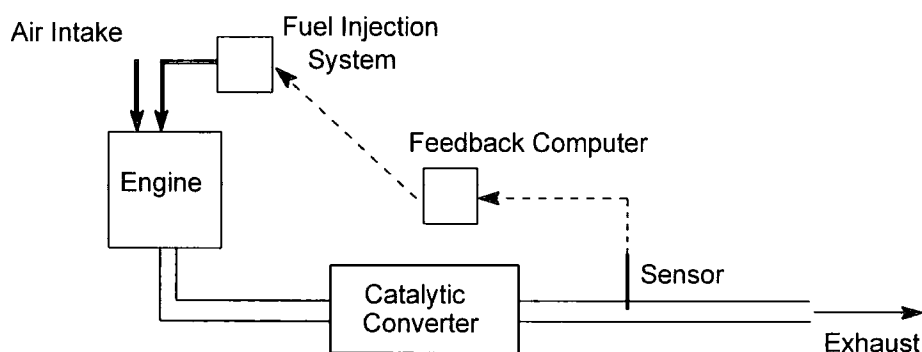 Air Intake
Fuel Injection
System
Feedback Computer
Engine
Sensor
Catalytic
Converter
Exhaust